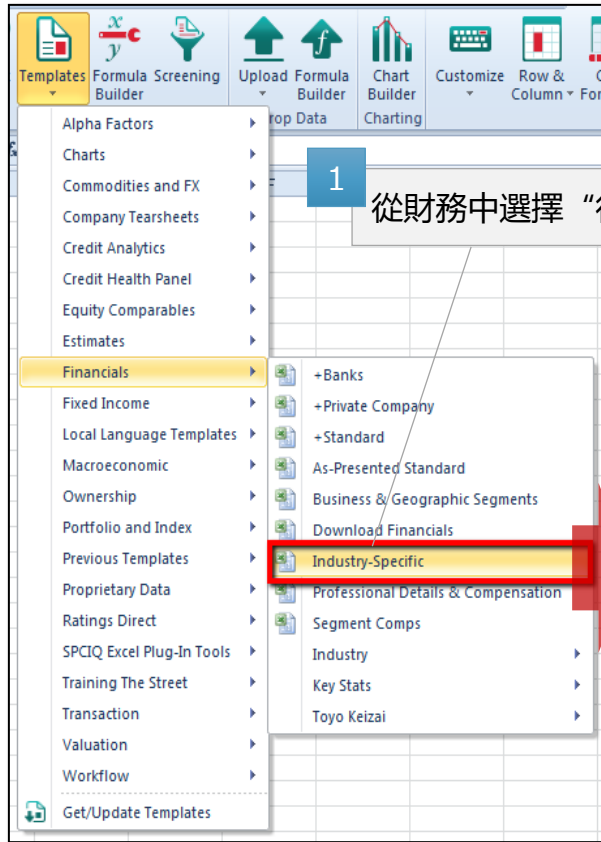 Templates Formula Builder Screening Upload Formula Builder Chart Builder Customize Row & Column
rop Data Charting
1
從財務中選擇“
Alpha Factors
Charts
Commodities and FX
Company Tearsheets
Credit Analytics
Credit Health Panel
Equity Comparables
Estimates
Financials
Fixed Income
Local Language Templates
Macroeconomic
Ownership
Portfolio and Index
Previous Templates
Proprietary Data
Ratings Direct
SPCIQ Excel Plug-In Tools
Training The Street
Transaction
Valuation
Workflow
Get/Update Templates
+Banks
+Private Company
+Standard
As-Presented Standard
Business & Geographic Segments
Download Financials
Industry-Specific
Professional Details & Compensation
Segment Comps
Industry
Key Stats
Toyo Keizai